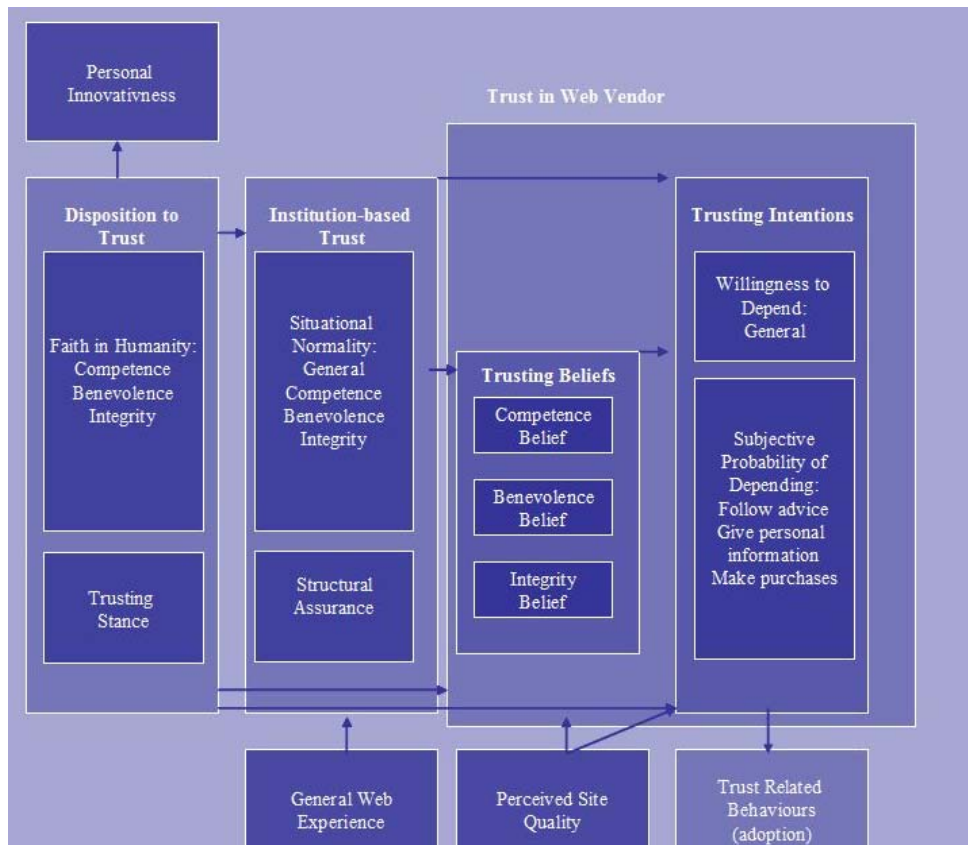 Personal
Innovativness
Trust in Web Vendor
Disposition to
Trust
Faith in Humanity:
Competence
Benevolence
Integrity
Trusting
Stance
Institution-based
Trust
Situational
Normality:
General
Competence
Benevolence
Integrity
Structural
Assurance
Trusting Beliefs
Competence
Belief
Benevolence
Belief
Integrity
Belief
Trusting Intentions
Willingness to
Depend:
General
Subjective
Probability of
Depending:
Follow advice
Give personal
information
Make purchases
General Web
Experience
Perceived Site
Quality
Trust Related
Behaviours
(adoption)